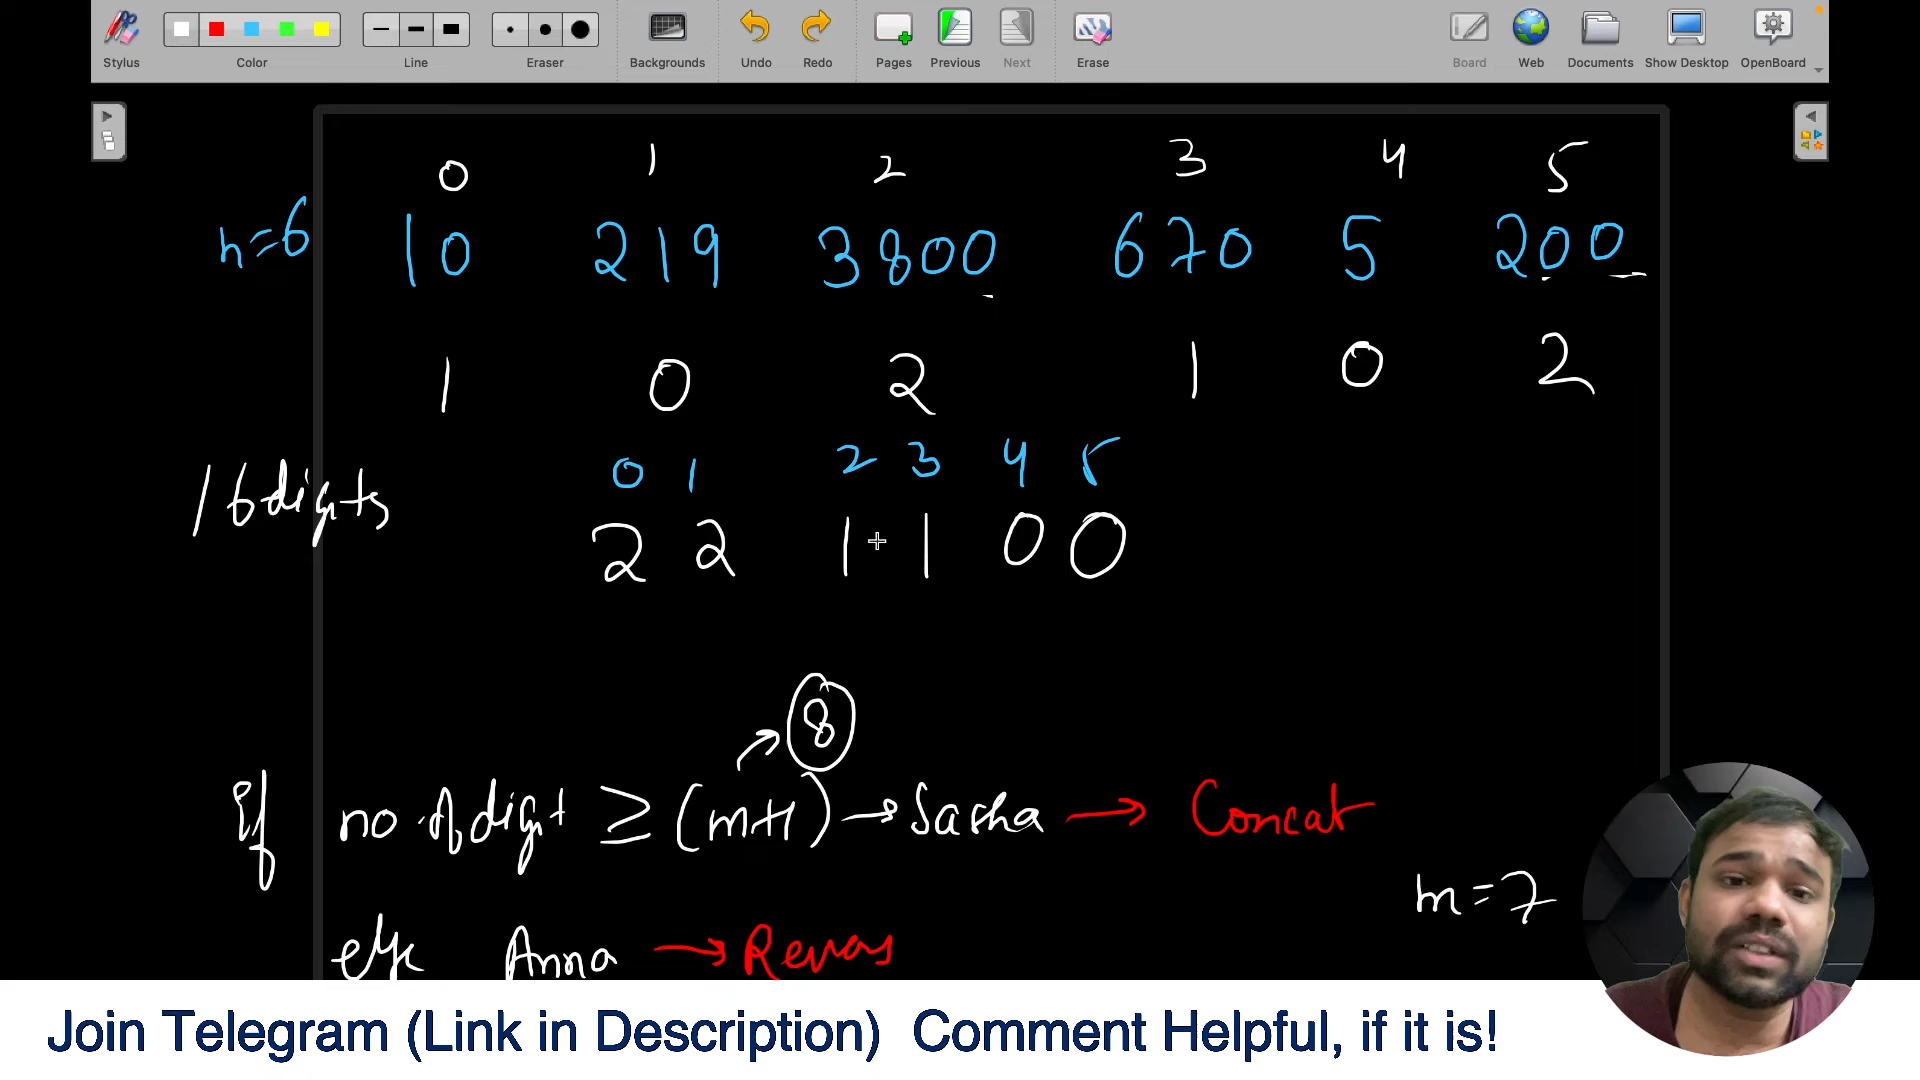 Stylus Color Line Eraser Backgrounds Undo Redo Pages Previous Next Erase Board Web Documents Show Desktop OpenBoard
0 1 2 3 4 5
n=6 10 219 3800 670 5 200
1 0 2 1 0 2
0 1 2 3 4 5
16 digits
2 2 1 1 0 0
8
If no. of digit ≥ (m+1) → Sasha → Concat
m=7
else Anna → Revers
Join Telegram (Link in Description) Comment Helpful, if it is!